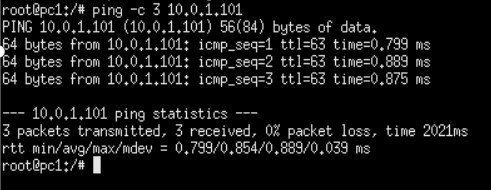 root@pc1:/# ping -c 3 10.0.1.101
PING 10.0.1.101 (10.0.1.101) 56(84) bytes of data.
64 bytes from 10.0.1.101: icmp_seq=1 ttl=63 time=0.799 ms
64 bytes from 10.0.1.101: icmp_seq=2 ttl=63 time=0.889 ms
64 bytes from 10.0.1.101: icmp_seq=3 ttl=63 time=0.875 ms

--- 10.0.1.101 ping statistics ---
3 packets transmitted, 3 received, 0% packet loss, time 2021ms
rtt min/avg/max/mdev = 0.799/0.854/0.889/0.039 ms
root@pc1:/#